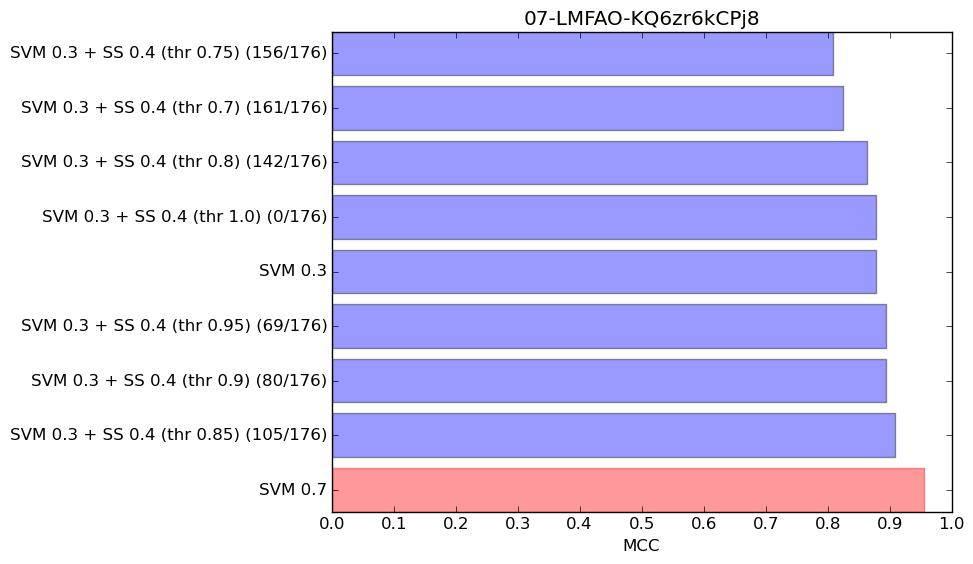 07-LMFAO-KQ6zr6kCPj8
SVM 0.3 + SS 0.4 (thr 0.75) (156/176)
SVM 0.3 + SS 0.4 (thr 0.7) (161/176)
SVM 0.3 + SS 0.4 (thr 0.8) (142/176)
SVM 0.3 + SS 0.4 (thr 1.0) (0/176)
SVM 0.3
SVM 0.3 + SS 0.4 (thr 0.95) (69/176)
SVM 0.3 + SS 0.4 (thr 0.9) (80/176)
SVM 0.3 + SS 0.4 (thr 0.85) (105/176)
SVM 0.7
0.0 0.1 0.2 0.3 0.4 0.5 0.6 0.7 0.8 0.9 1.0
MCC